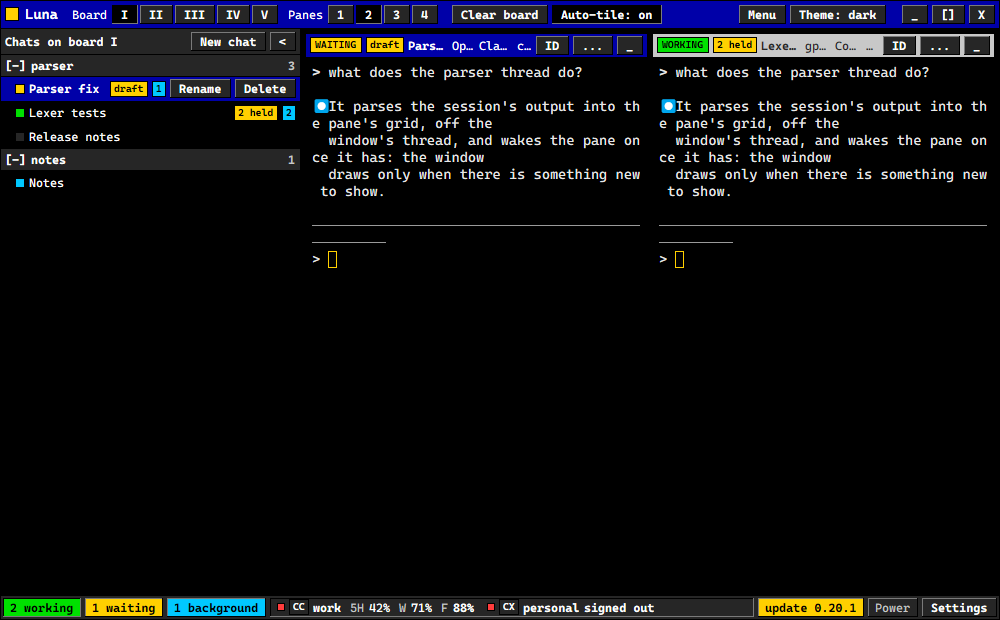 Luna Board I II III IV V Panes 1 2 3 4 Clear board Auto-tile: on Menu Theme: dark _ [] X
Chats on board I New chat <
[-] parser 3
Parser fix draft 1 Rename Delete
Lexer tests 2 held 2
Release notes
[-] notes 1
Notes
WAITING draft Pars… Op… Cla… c… ID ... _
> what does the parser thread do?
It parses the session's output into th
e pane's grid, off the
window's thread, and wakes the pane on
ce it has: the window
draws only when there is something new
to show.
>
WORKING 2 held Lexe… gp… Co… … ID ... _
> what does the parser thread do?
It parses the session's output into th
e pane's grid, off the
window's thread, and wakes the pane on
ce it has: the window
draws only when there is something new
to show.
>
2 working 1 waiting 1 background CC work 5H 42% W 71% F 88% CX personal signed out update 0.20.1 Power Settings